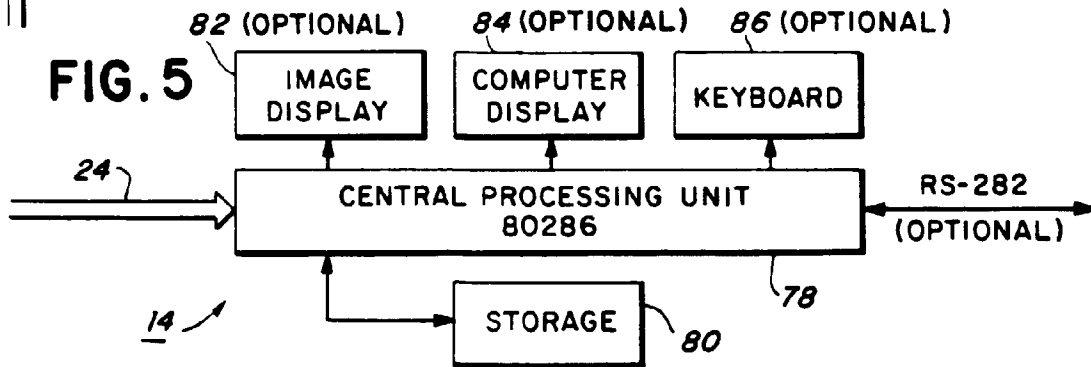 82 (OPTIONAL) 84 (OPTIONAL) 86 (OPTIONAL)
FIG. 5
IMAGE DISPLAY
COMPUTER DISPLAY
KEYBOARD
24
CENTRAL PROCESSING UNIT
80286
RS-282
(OPTIONAL)
78
14
STORAGE
80